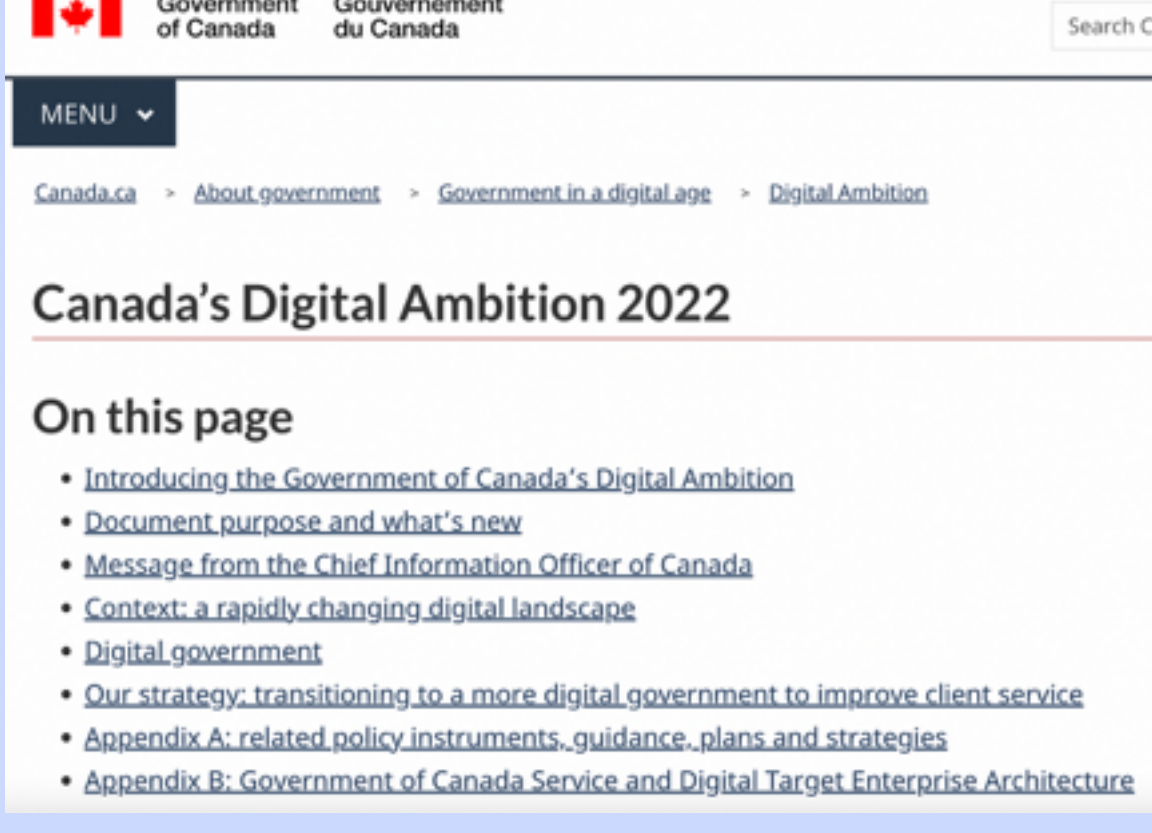 Government Gouvernement
of Canada du Canada
Search
MENU
Canada.ca > About government > Government in a digital age > Digital Ambition
Canada's Digital Ambition 2022
On this page
• Introducing the Government of Canada's Digital Ambition
• Document purpose and what's new
• Message from the Chief Information Officer of Canada
• Context: a rapidly changing digital landscape
• Digital government
• Our strategy: transitioning to a more digital government to improve client service
• Appendix A: related policy instruments, guidance, plans and strategies
• Appendix B: Government of Canada Service and Digital Target Enterprise Architecture